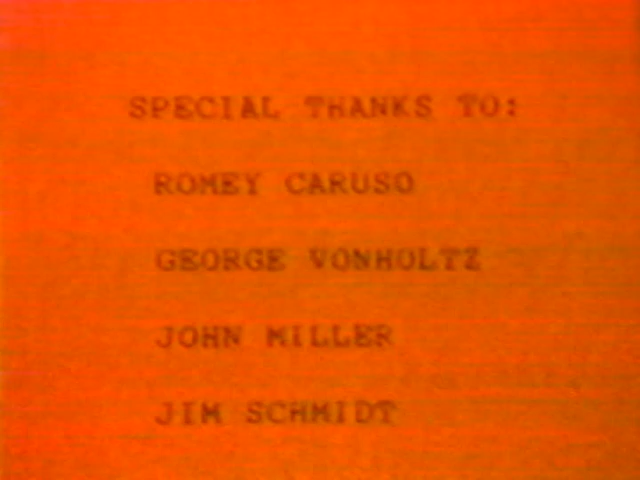 SPECIAL THANKS TO:
ROMEY CARUSO
GEORGE VONHOLTZ
JOHN MILLER
JIM SCHMIDT